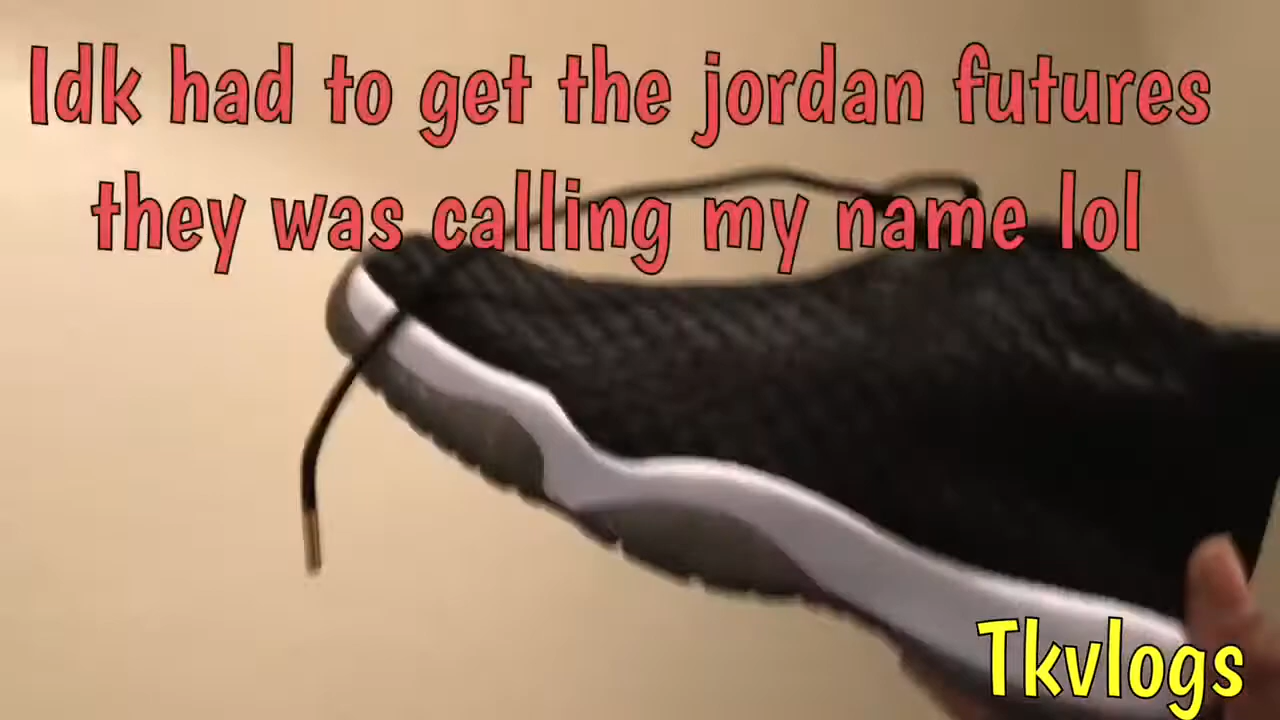 Idk had to get the jordan futures
they was calling my name lol
Tkvlogs